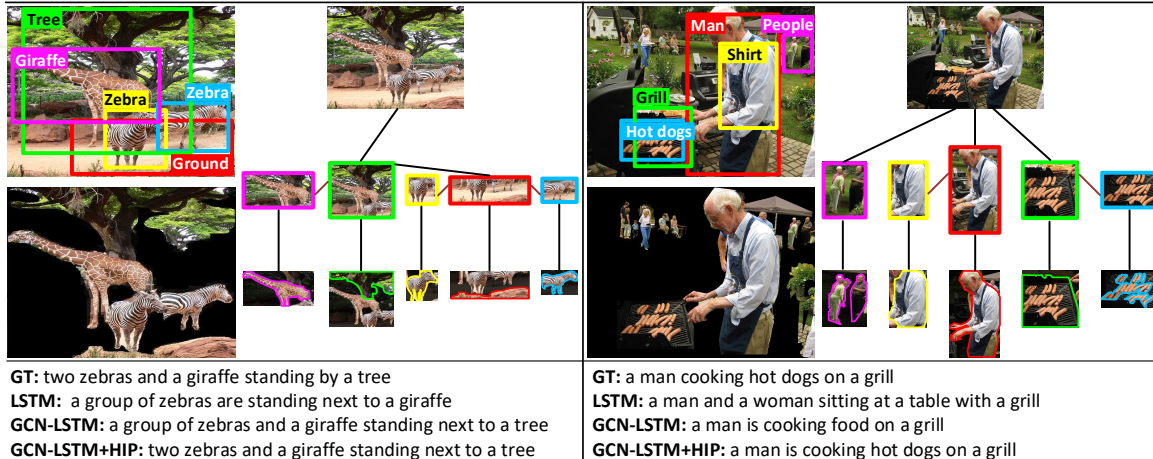 Tree
Giraffe
Zebra
Zebra
Ground
Man
People
Shirt
Grill
Hot dogs
GT: two zebras and a giraffe standing by a tree
LSTM: a group of zebras are standing next to a giraffe
GCN-LSTM: a group of zebras and a giraffe standing next to a tree
GCN-LSTM+HIP: two zebras and a giraffe standing next to a tree
GT: a man cooking hot dogs on a grill
LSTM: a man and a woman sitting at a table with a grill
GCN-LSTM: a man is cooking food on a grill
GCN-LSTM+HIP: a man is cooking hot dogs on a grill